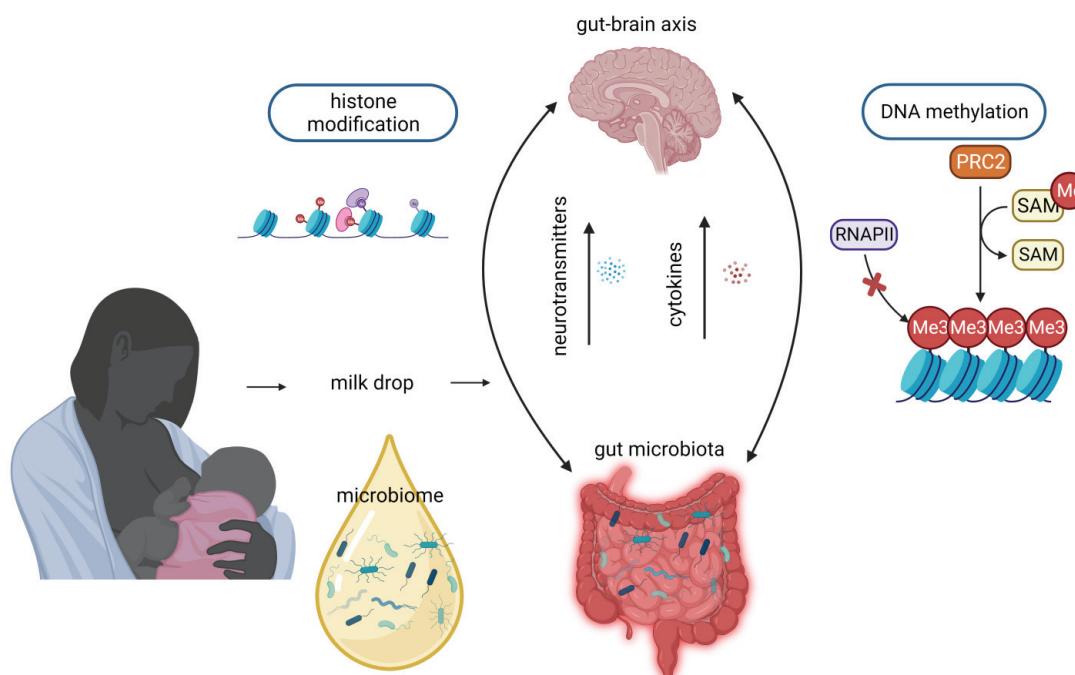 gut-brain axis
histone
modification
DNA methylation
PRC2
SAM
RNAPII
SAM
neurotransmitters
cytokines
Me3 Me3 Me3 Me3
milk drop
gut microbiota
microbiome